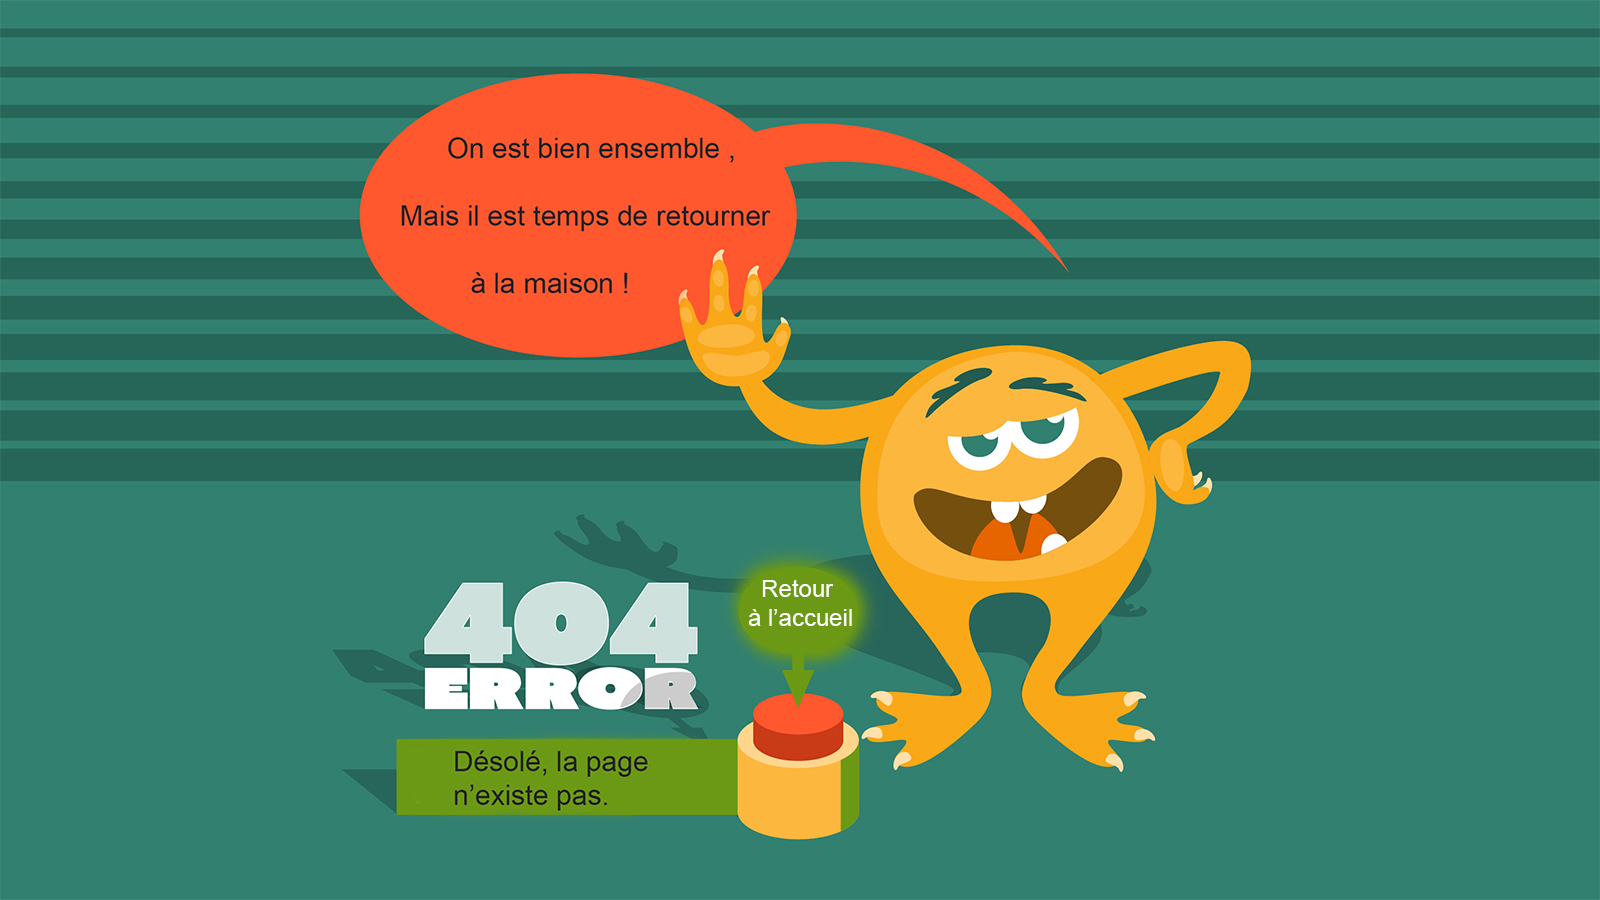 On est bien ensemble ,
Mais il est temps de retourner
à la maison !
404
ERROR
Retour
à l’accueil
Désolé, la page
n’existe pas.